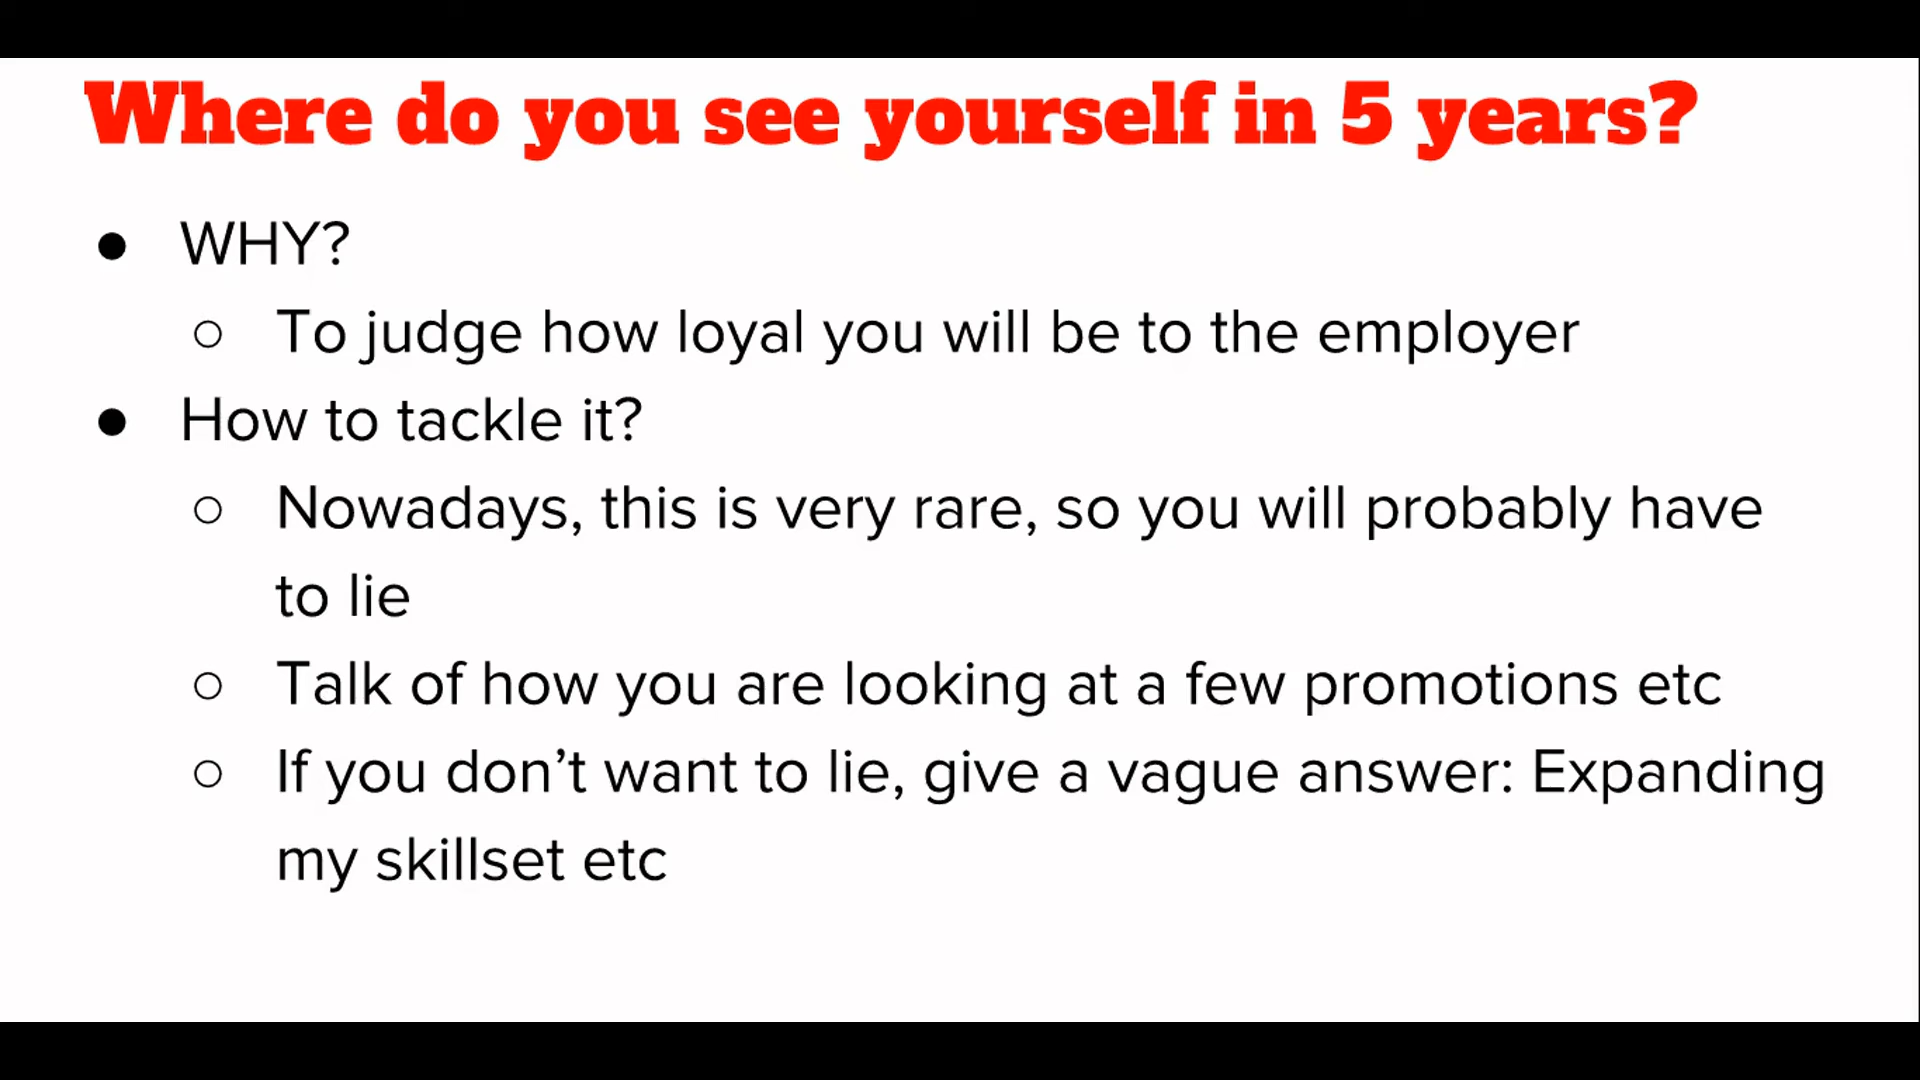 Where do you see yourself in 5 years?
● WHY?
○ To judge how loyal you will be to the employer
● How to tackle it?
○ Nowadays, this is very rare, so you will probably have
to lie
○ Talk of how you are looking at a few promotions etc
○ If you don’t want to lie, give a vague answer: Expanding
my skillset etc